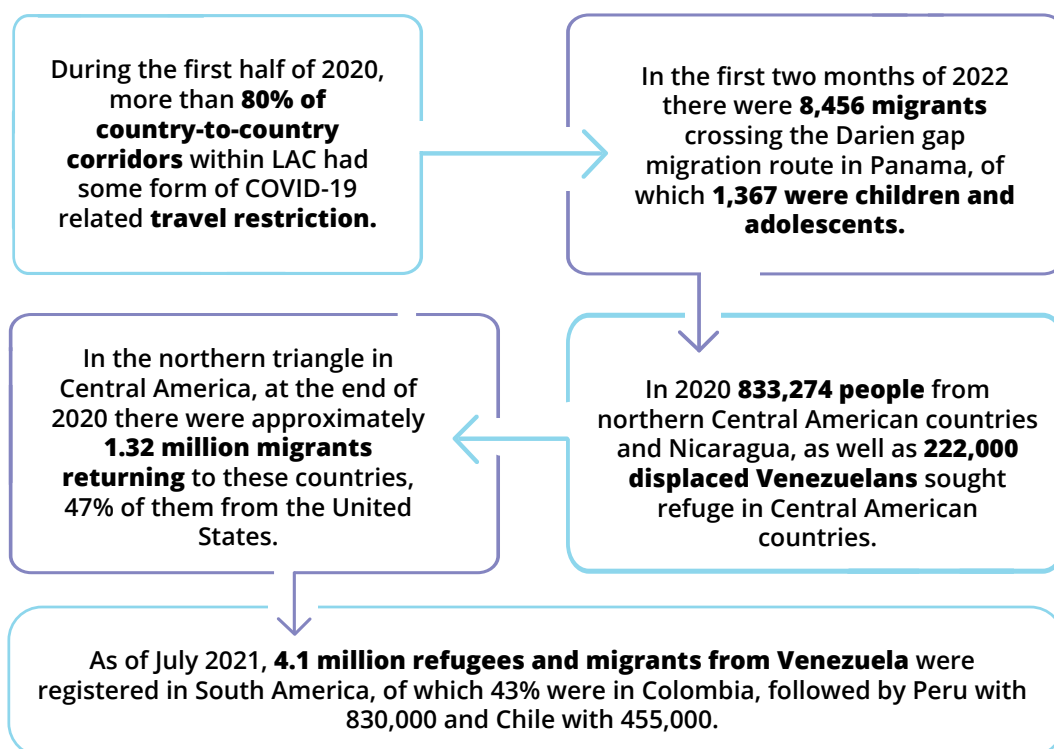 During the first half of 2020,
more than 80% of
country-to-country
corridors within LAC had
some form of COVID-19
related travel restriction.
In the first two months of 2022
there were 8,456 migrants
crossing the Darien gap
migration route in Panama, of
which 1,367 were children and
adolescents.
In 2020 833,274 people from
northern Central American countries
and Nicaragua, as well as 222,000
displaced Venezuelans sought
refuge in Central American
countries.
In the northern triangle in
Central America, at the end of
2020 there were approximately
1.32 million migrants
returning to these countries,
47% of them from the United
States.
As of July 2021, 4.1 million refugees and migrants from Venezuela were
registered in South America, of which 43% were in Colombia, followed by Peru with
830,000 and Chile with 455,000.